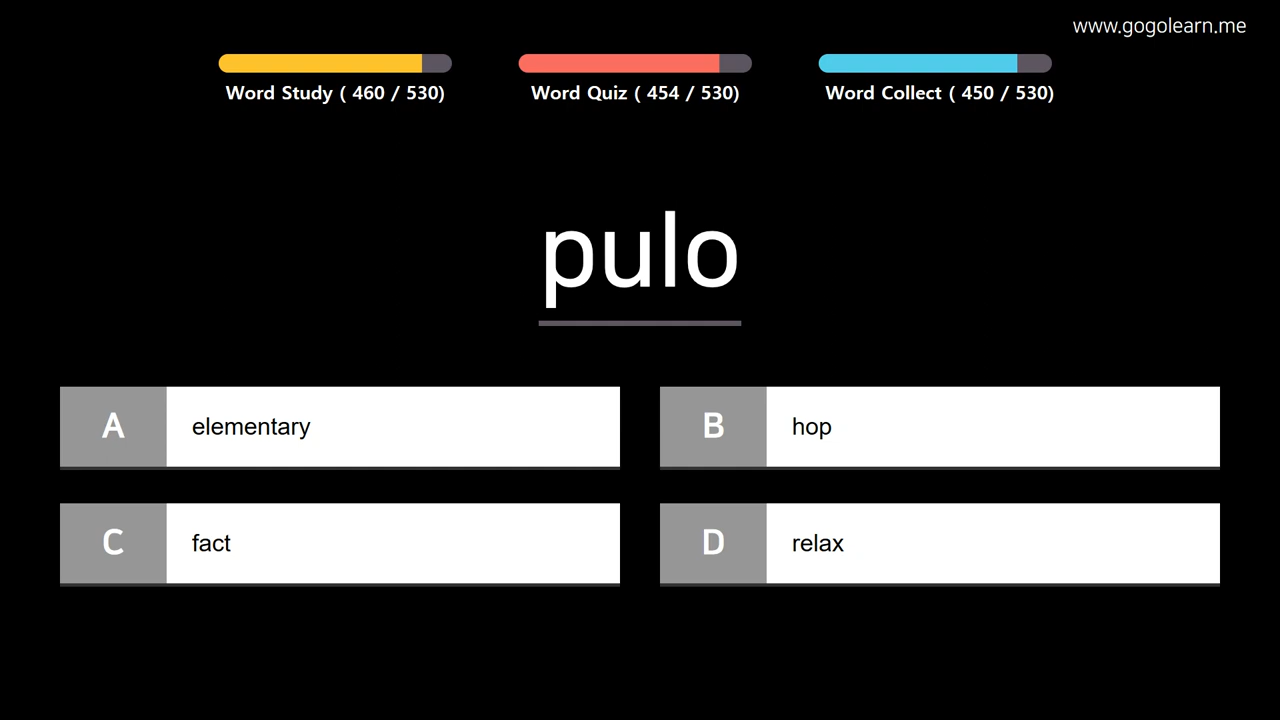 www.gogolearn.me
Word Study ( 460 / 530)
Word Quiz ( 454 / 530)
Word Collect ( 450 / 530)
pulo
A
elementary
B
hop
C
fact
D
relax